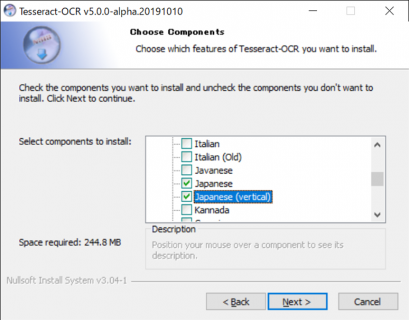 Tesseract-OCR v5.0.0-alpha.20191010
Choose Components
Choose which features of Tesseract-OCR you want to install.
Check the components you want to install and uncheck the components you don't want to
install. Click Next to continue.
Select components to install:
Italian
Italian (Old)
Javanese
Japanese
Japanese (vertical)
Kannada
Space required: 244.8 MB
Description
Position your mouse over a component to see its
description.
Nullsoft Install System v3.04-1
< Back
Next >
Cancel